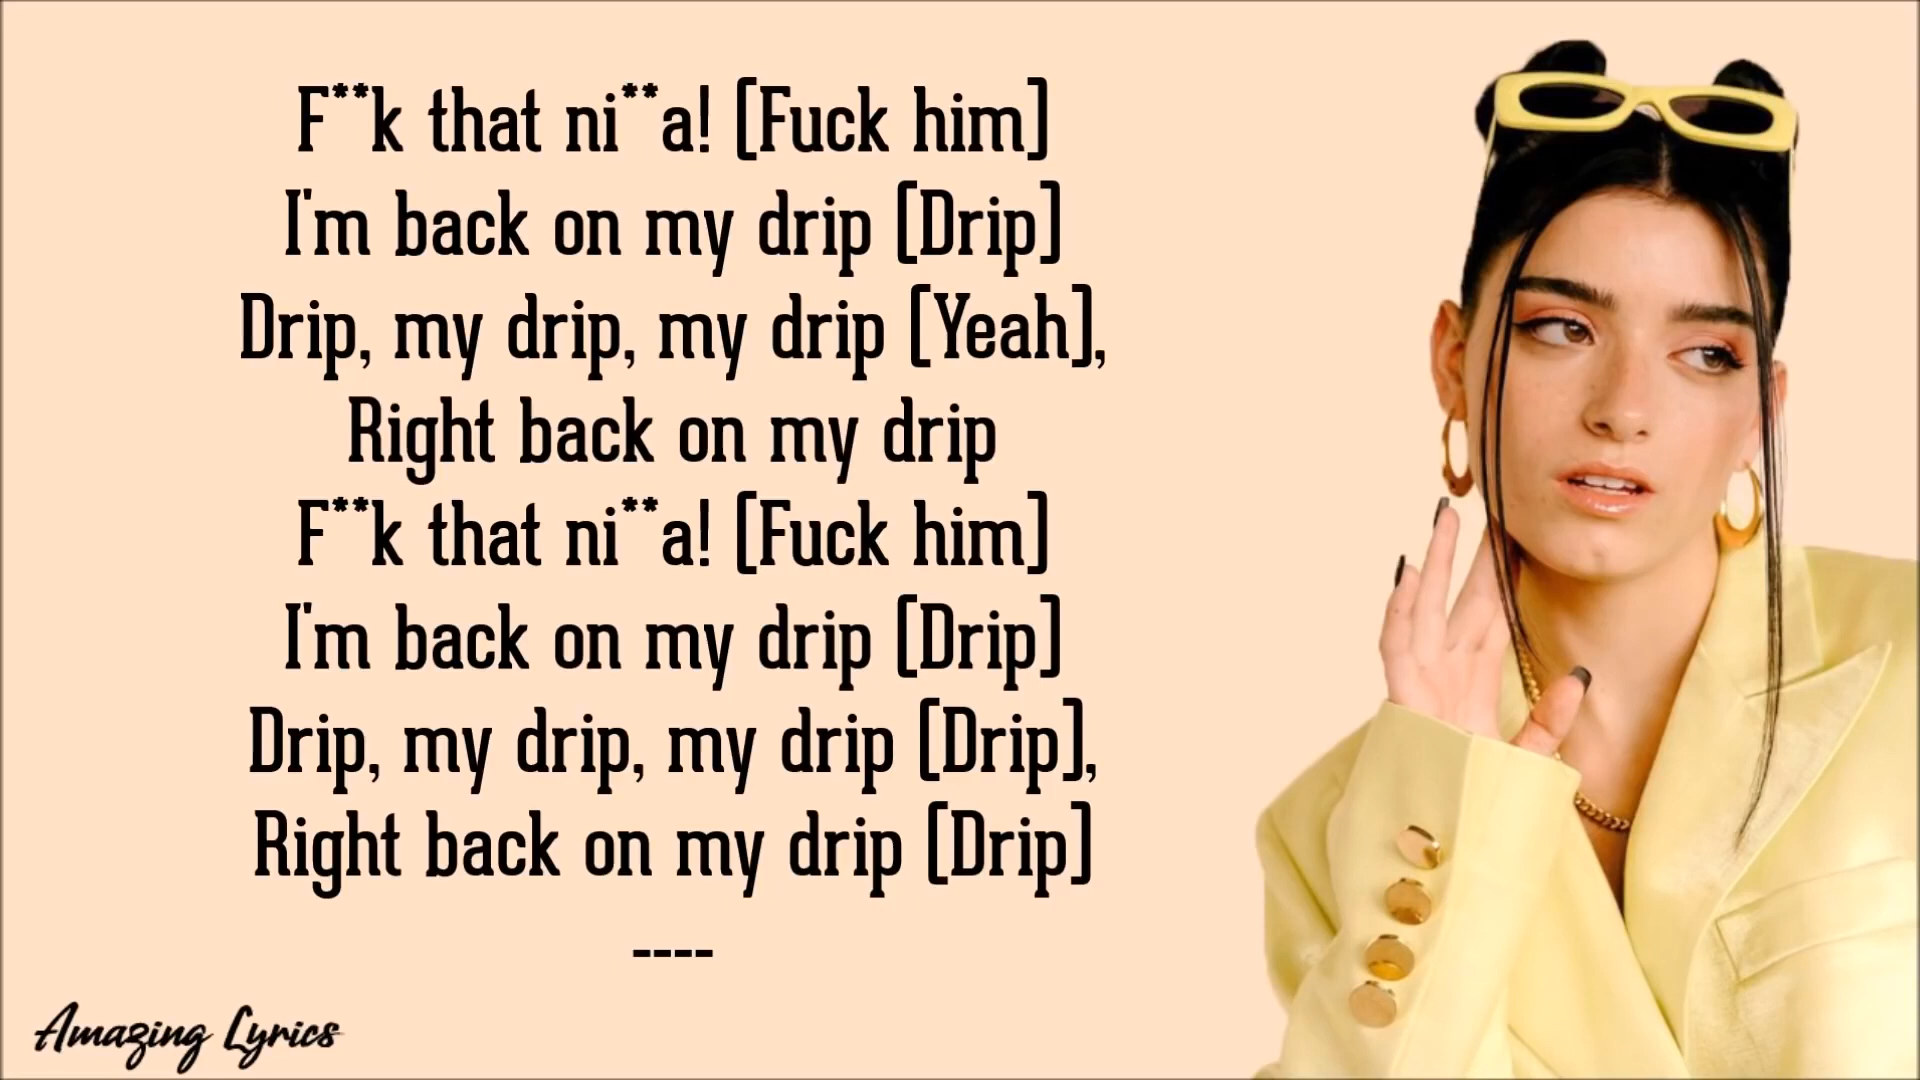 F**k that ni**a! [Fuck him]
I'm back on my drip [Drip]
Drip, my drip, my drip [Yeah],
Right back on my drip
F**k that ni**a! [Fuck him]
I'm back on my drip [Drip]
Drip, my drip, my drip [Drip],
Right back on my drip [Drip]
----
Amazing Lyrics